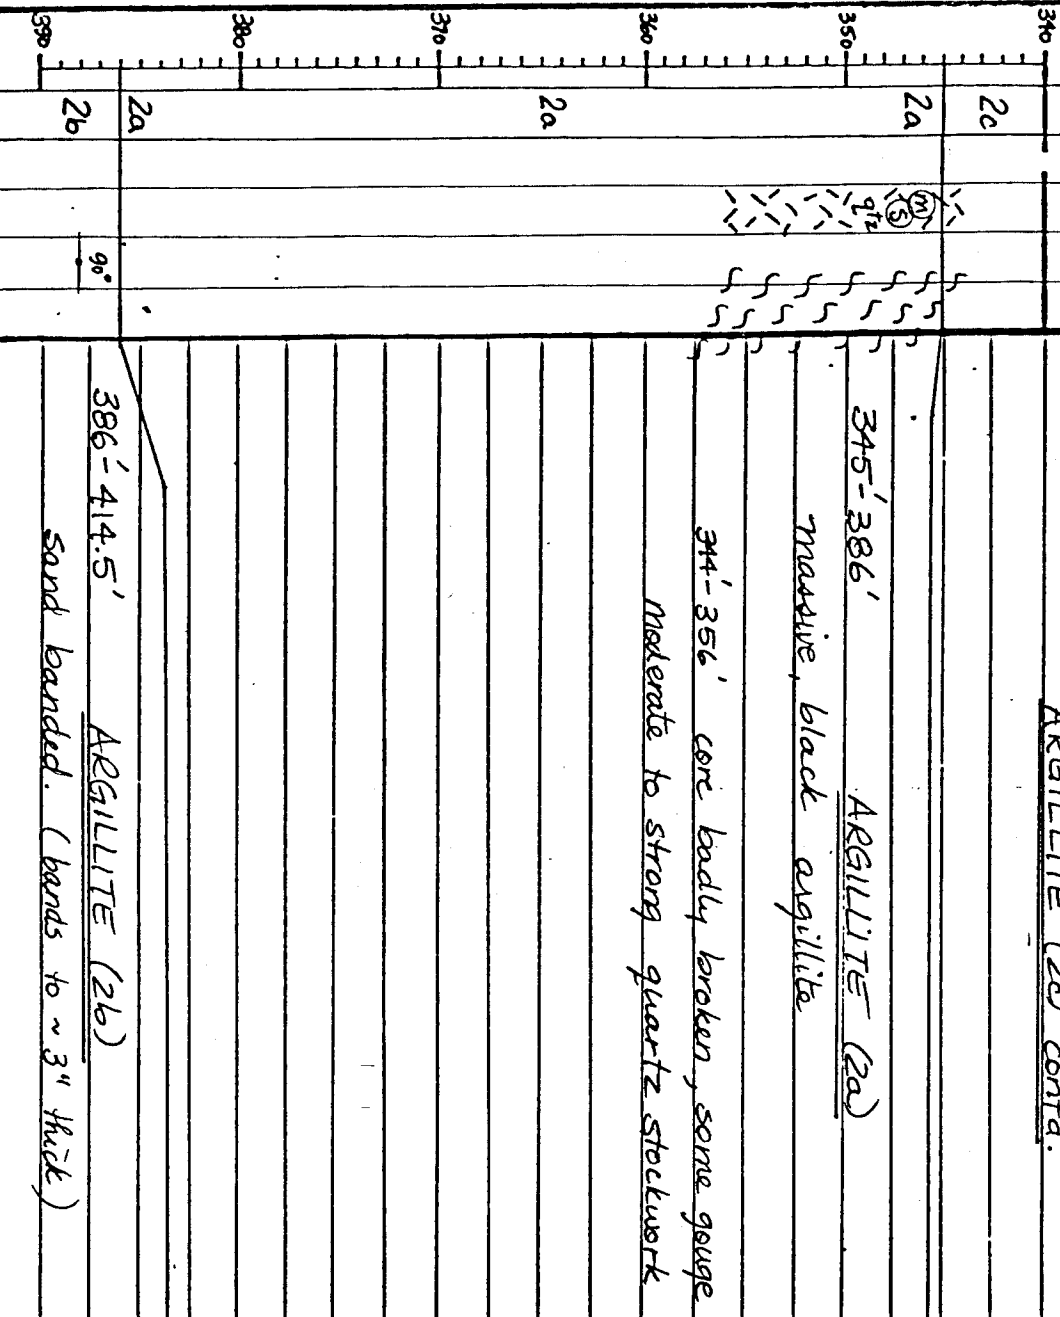 340
350
360
370
380
390
2c
2a
2a
2a
2b
m
s
qtz
90°
ARGILLITE (2c) contd.
345'-386' ARGILLITE (2a)
massive, black argillite
344'-356' core badly broken, some gouge
moderate to strong quartz stockwork
386'-414.5' ARGILLITE (2b)
sand banded. (bands to ~ 3" thick)